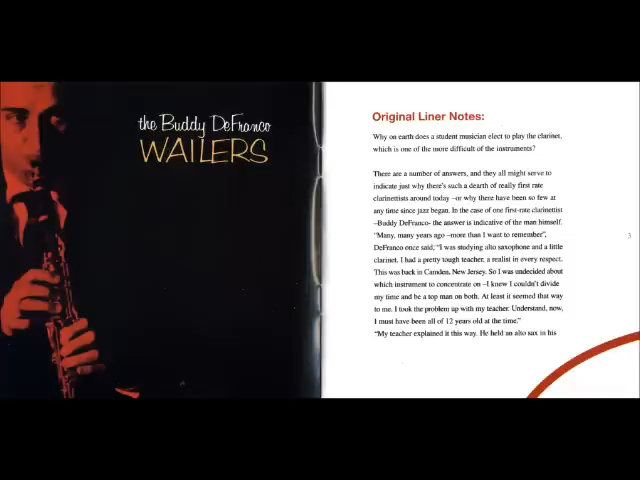 the Buddy DeFranco
WAILERS
Original Liner Notes:
Why on earth does a student musician elect to play the clarinet,
which is one of the more difficult of the instruments?
There are a number of answers, and they all might serve to
indicate just why there's such a dearth of really first rate
clarinettists around today –or why there have been so few at
any time since jazz began. In the case of one first-rate clarinettist
–Buddy DeFranco- the answer is indicative of the man himself.
"Many, many years ago –more than I want to remember",
DeFranco once said, "I was studying alto saxophone and a little
clarinet. I had a pretty tough teacher, a realist in every respect.
This was back in Camden, New Jersey. So I was undecided about
which instrument to concentrate on –I knew I couldn't divide
my time and be a top man on both. At least it seemed that way
to me. I took the problem up with my teacher. Understand, now,
I must have been all of 12 years old at the time."
"My teacher explained it this way. He held an alto sax in his
3